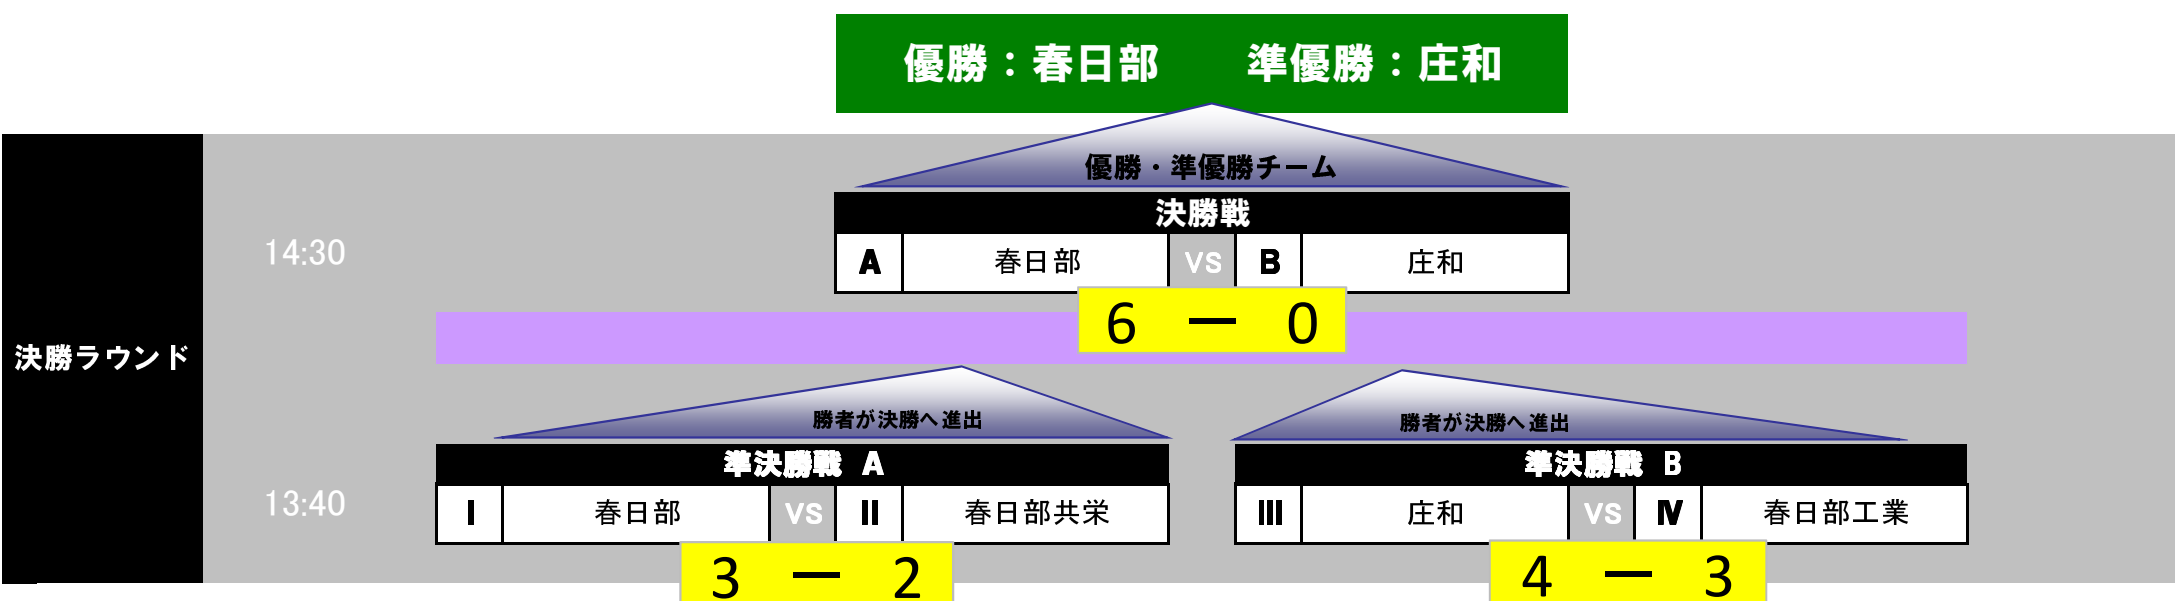 優勝：春日部　　準優勝：庄和
優勝・準優勝チーム
決勝戦
14:30
A 春日部 VS B 庄和
6 ー 0
決勝ラウンド
勝者が決勝へ進出 勝者が決勝へ進出
準決勝戦 A 準決勝戦 B
13:40
I 春日部 VS II 春日部共栄 III 庄和 VS IV 春日部工業
3 ー 2 4 ー 3